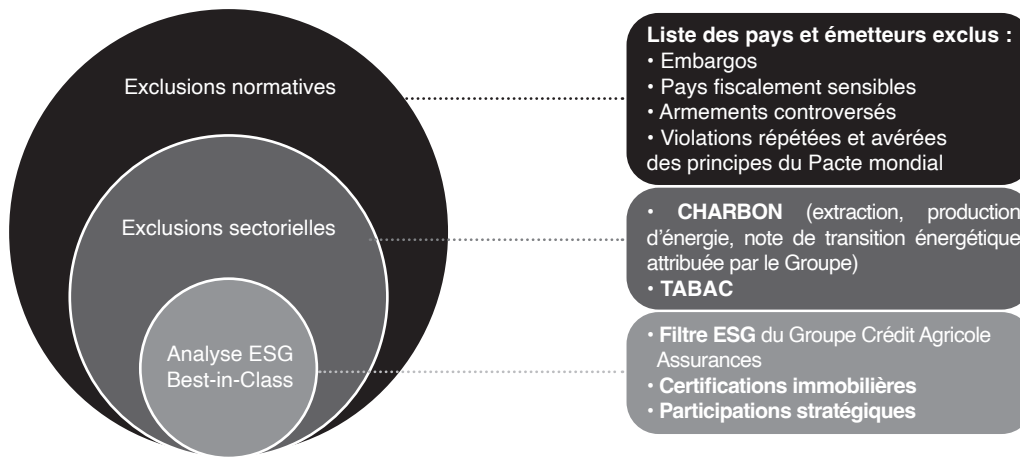 Exclusions normatives
Liste des pays et émetteurs exclus :
• Embargos
• Pays fiscalement sensibles
• Armements controversés
• Violations répétées et avérées
des principes du Pacte mondial
Exclusions sectorielles
• CHARBON (extraction, production
d'énergie, note de transition énergétique
attribuée par le Groupe)
• TABAC
Analyse ESG
Best-in-Class
• Filtre ESG du Groupe Crédit Agricole
Assurances
• Certifications immobilières
• Participations stratégiques